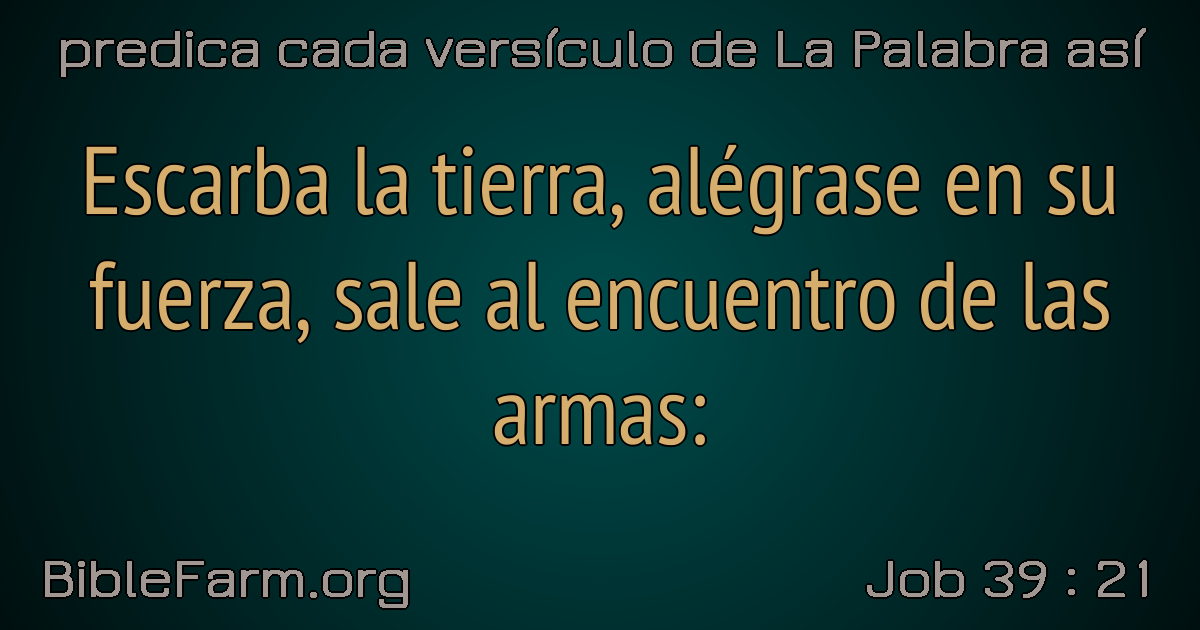 predica cada versículo de La Palabra así
Escarba la tierra, alégrase en su
fuerza, sale al encuentro de las
armas:
BibleFarm.org
Job 39 : 21